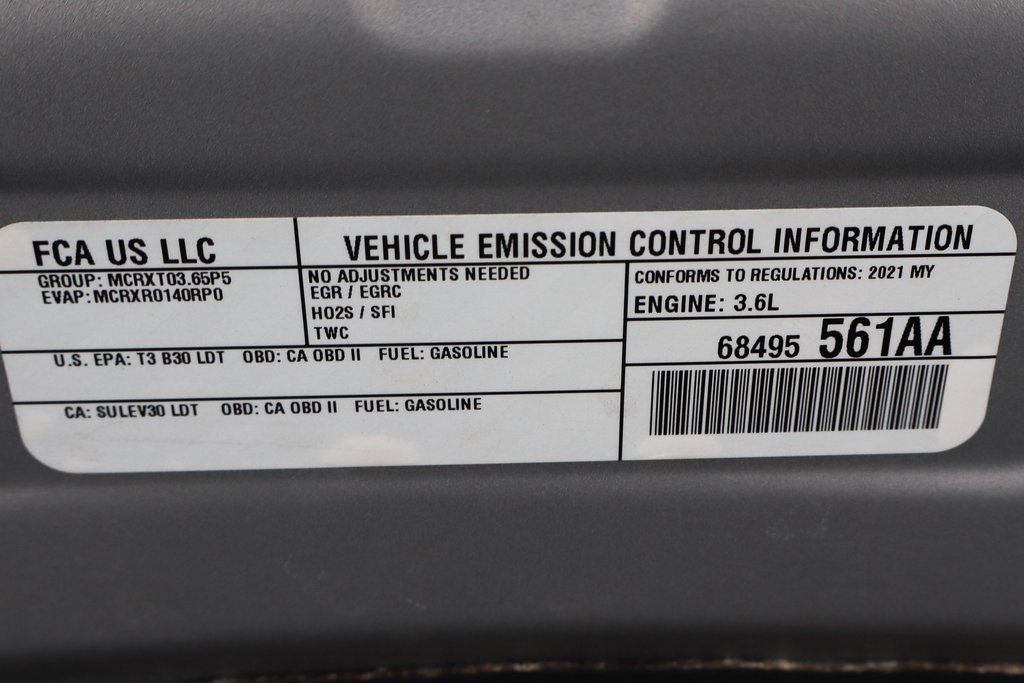 FCA US LLC
VEHICLE EMISSION CONTROL INFORMATION
GROUP: MCRXT03.65P5
EVAP: MCRXR0140RP0
NO ADJUSTMENTS NEEDED
EGR / EGRC
HO2S / SFI
TWC
CONFORMS TO REGULATIONS: 2021 MY
ENGINE: 3.6L
68495 561AA
U.S. EPA: T3 B30 LDT OBD: CA OBD II FUEL: GASOLINE
CA: SULEV30 LDT OBD: CA OBD II FUEL: GASOLINE